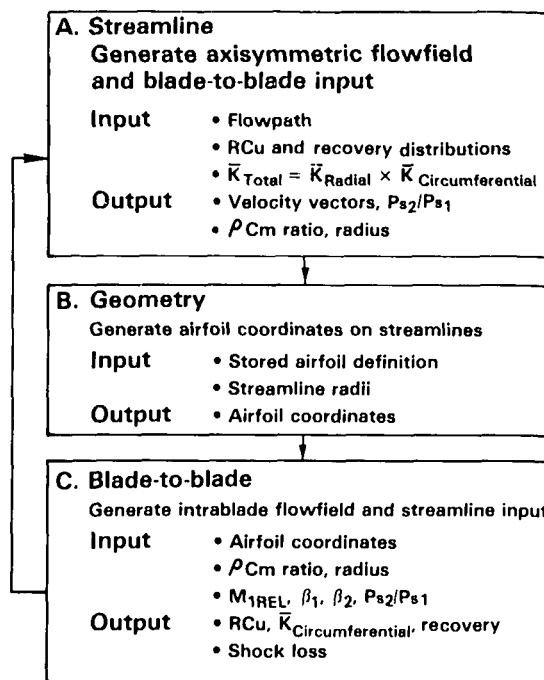 A. Streamline
Generate axisymmetric flowfield
and blade-to-blade input
Input • Flowpath
• RCu and recovery distributions
• K̅Total = K̅Radial × K̅Circumferential
Output • Velocity vectors, Ps2/Ps1
• ρCm ratio, radius
B. Geometry
Generate airfoil coordinates on streamlines
Input • Stored airfoil definition
• Streamline radii
Output • Airfoil coordinates
C. Blade-to-blade
Generate intrablade flowfield and streamline input
Input • Airfoil coordinates
• ρCm ratio, radius
• M1REL, β1, β2, Ps2/Ps1
Output • RCu, K̅Circumferential, recovery
• Shock loss